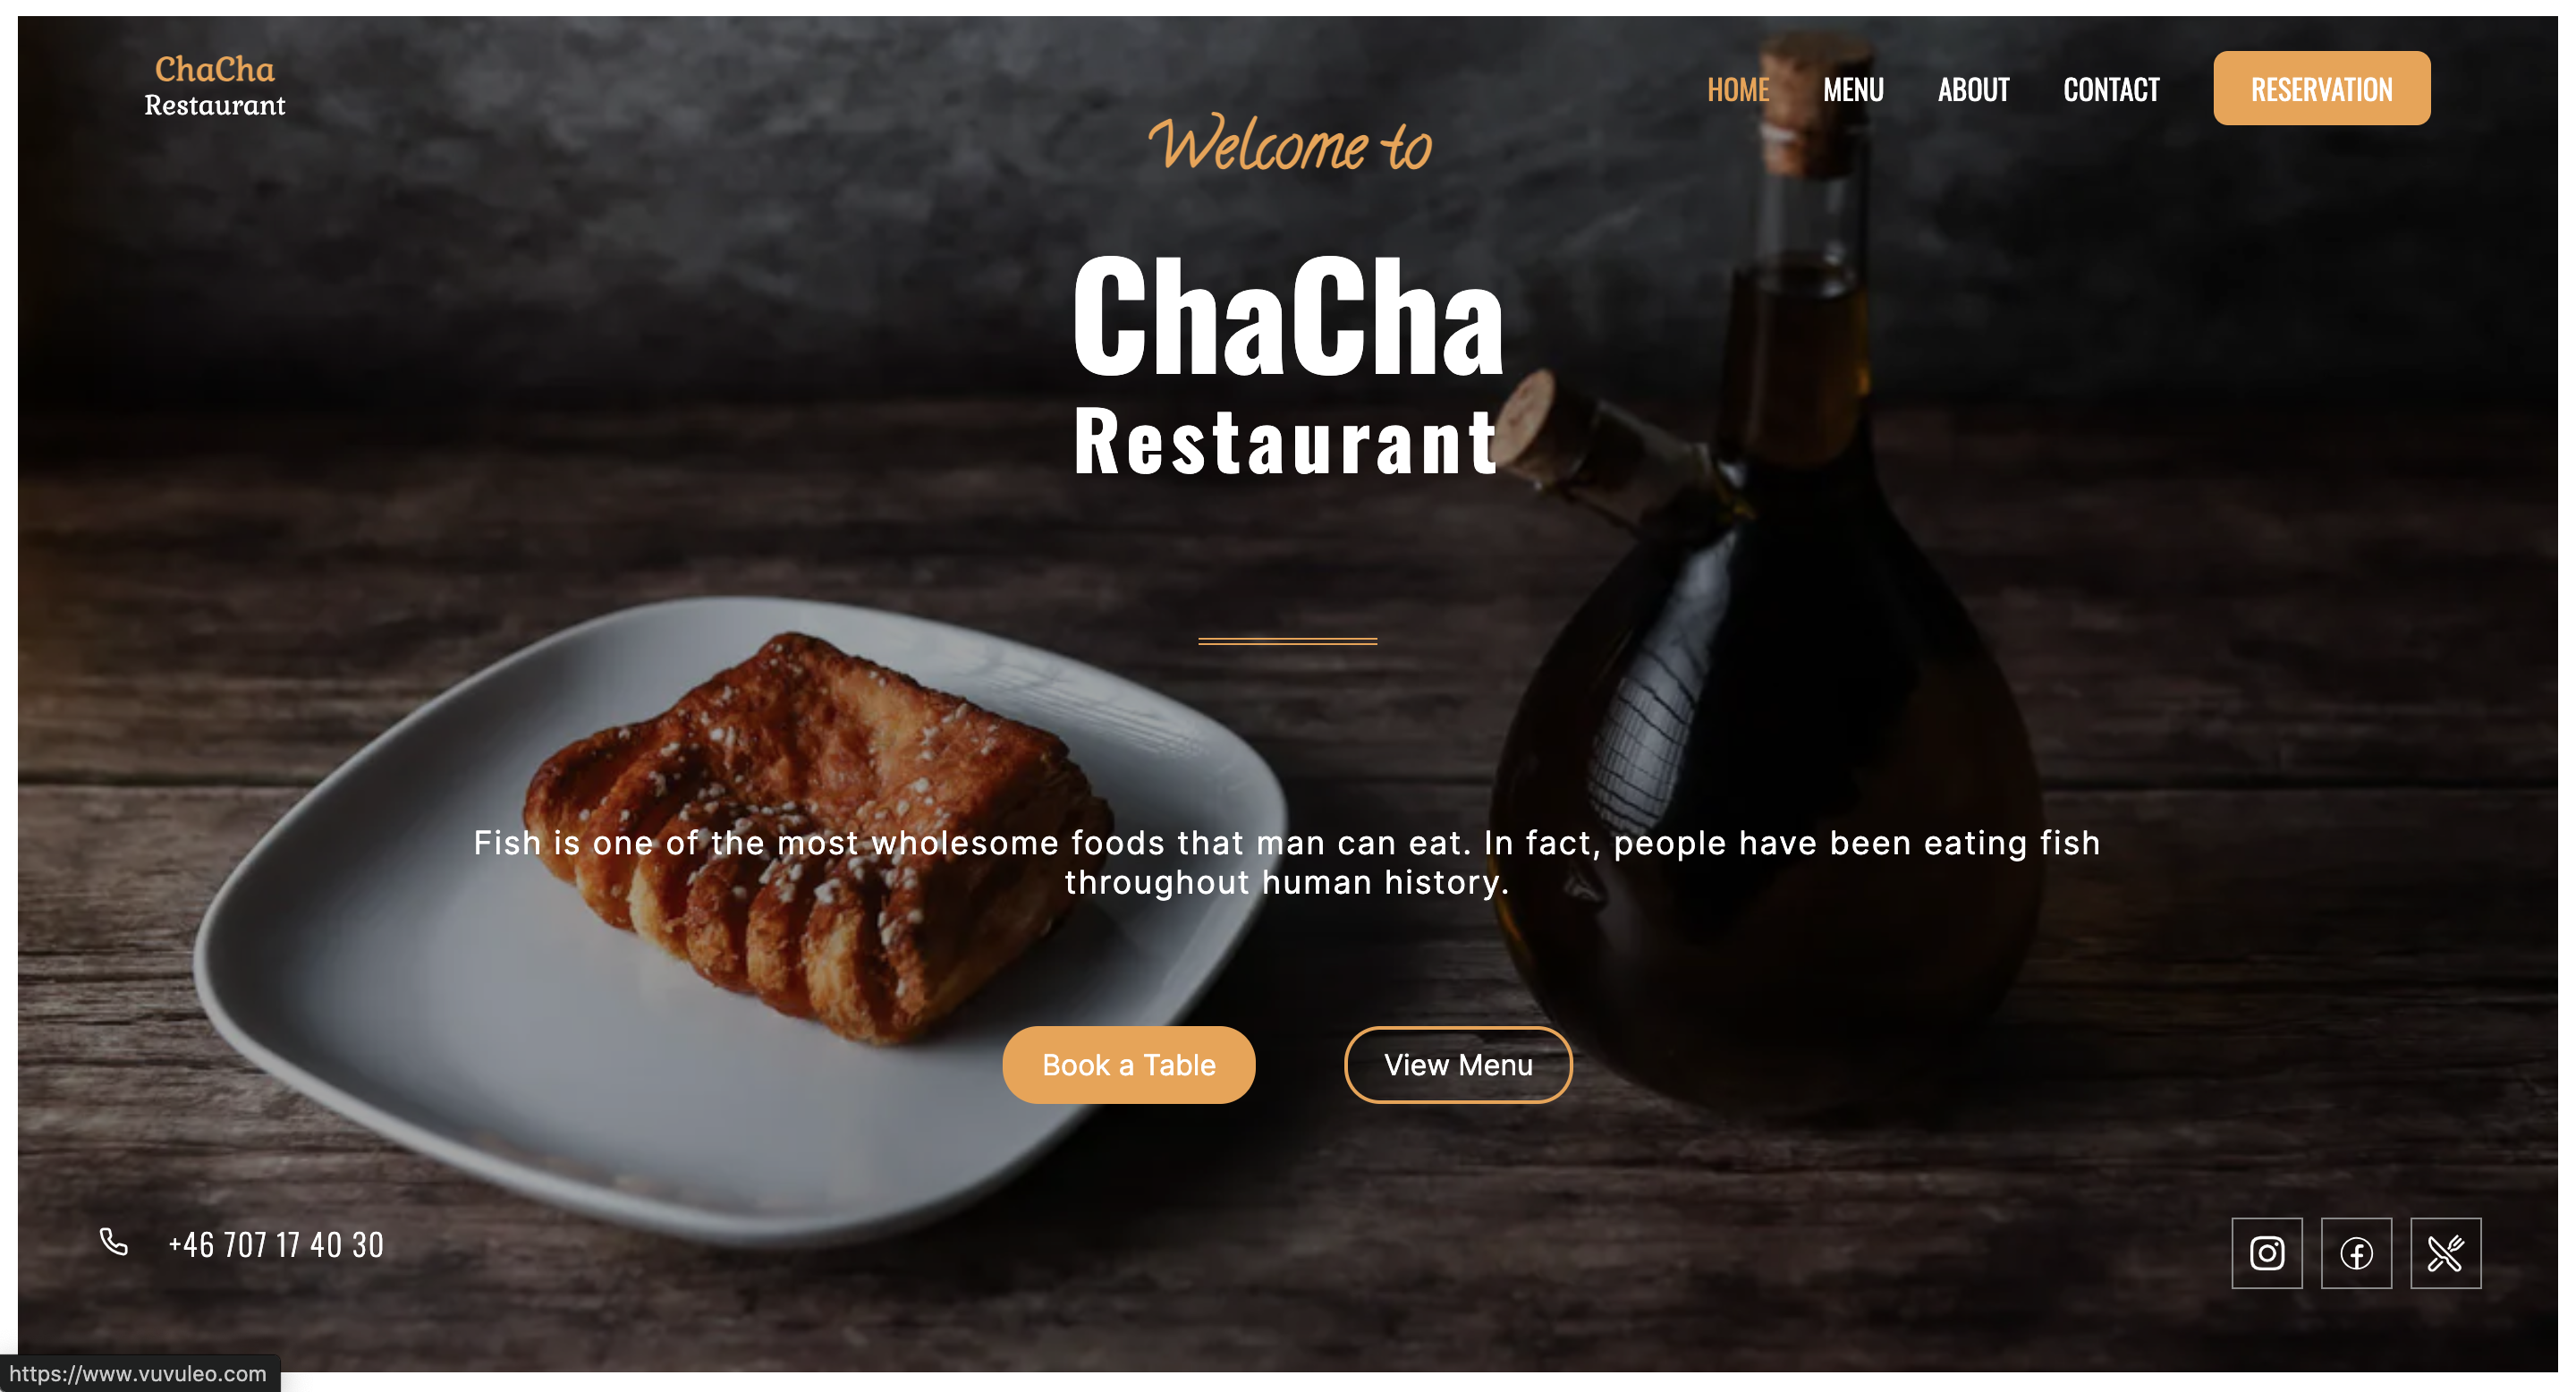 ChaCha
Restaurant
HOME
MENU
ABOUT
CONTACT
RESERVATION
Welcome to
ChaCha
Restaurant
Fish is one of the most wholesome foods that man can eat. In fact, people have been eating fish
throughout human history.
Book a Table
View Menu
+46 707 17 40 30
https://www.vuvuleo.com